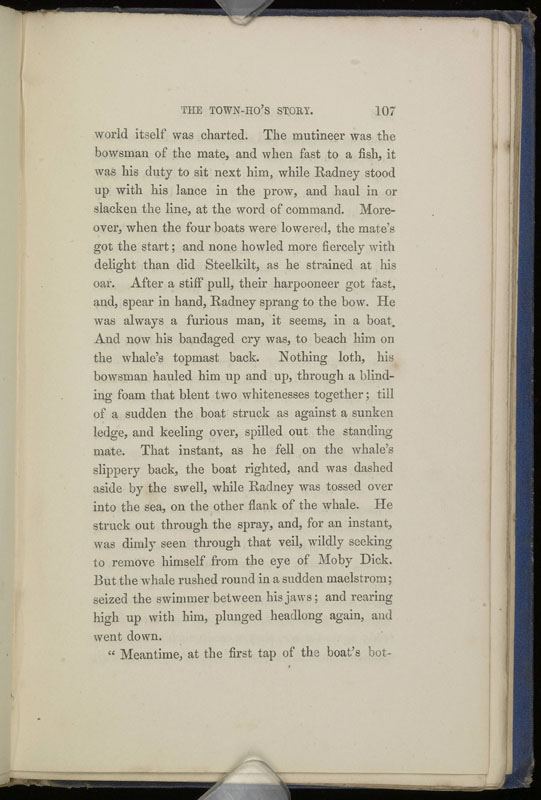 THE TOWN-HO'S STORY. 107
world itself was charted. The mutineer was the
bowsman of the mate, and when fast to a fish, it
was his duty to sit next him, while Radney stood
up with his lance in the prow, and haul in or
slacken the line, at the word of command. More-
over, when the four boats were lowered, the mate's
got the start; and none howled more fiercely with
delight than did Steelkilt, as he strained at his
oar. After a stiff pull, their harpooneer got fast,
and, spear in hand, Radney sprang to the bow. He
was always a furious man, it seems, in a boat.
And now his bandaged cry was, to beach him on
the whale's topmast back. Nothing loth, his
bowsman hauled him up and up, through a blind-
ing foam that blent two whitenesses together; till
of a sudden the boat struck as against a sunken
ledge, and keeling over, spilled out the standing
mate. That instant, as he fell on the whale's
slippery back, the boat righted, and was dashed
aside by the swell, while Radney was tossed over
into the sea, on the other flank of the whale. He
struck out through the spray, and, for an instant,
was dimly seen through that veil, wildly seeking
to remove himself from the eye of Moby Dick.
But the whale rushed round in a sudden maelstrom;
seized the swimmer between his jaws; and rearing
high up with him, plunged headlong again, and
went down.
" Meantime, at the first tap of the boat's bot-